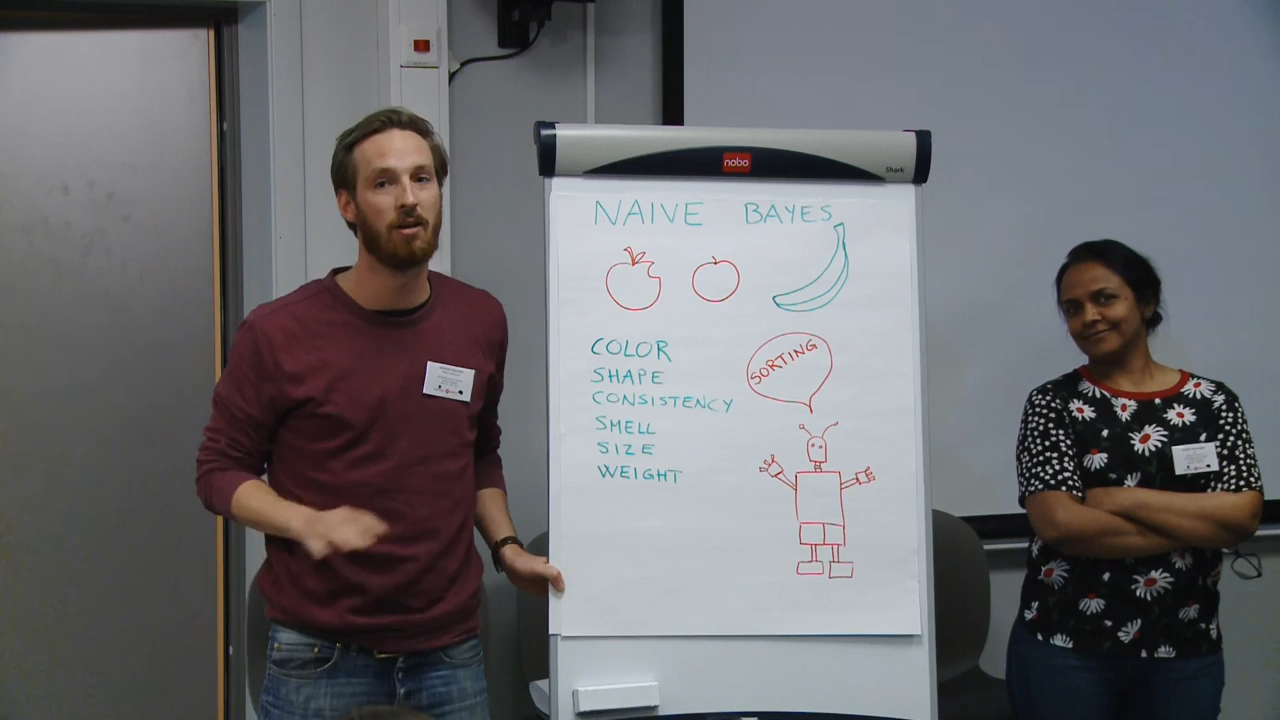 nobo
Shark
NAIVE BAYES
COLOR
SHAPE
CONSISTENCY
SMELL
SIZE
WEIGHT
SORTING